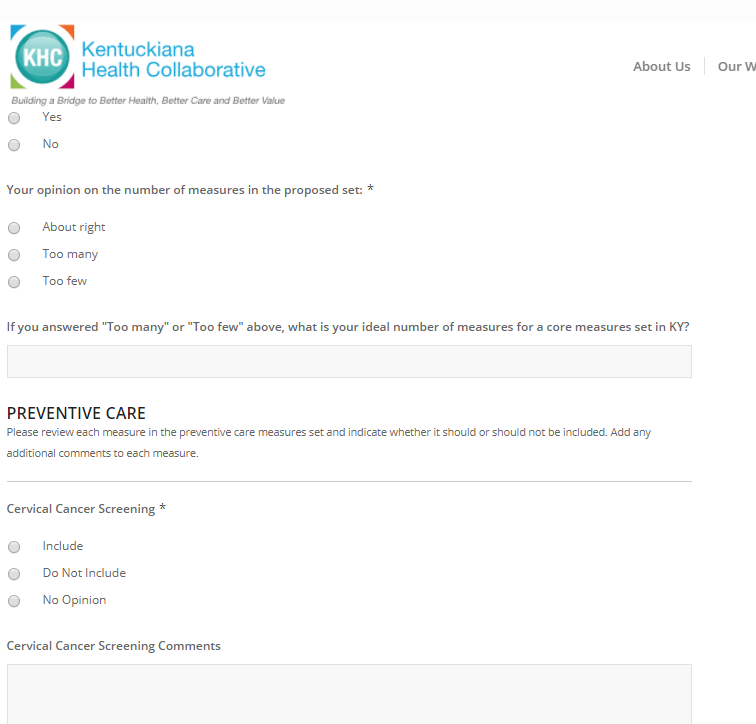 KHC
Kentuckiana
Health Collaborative
Building a Bridge to Better Health, Better Care and Better Value
About Us
Our W
Yes
No
Your opinion on the number of measures in the proposed set: *
About right
Too many
Too few
If you answered "Too many" or "Too few" above, what is your ideal number of measures for a core measures set in KY?
PREVENTIVE CARE
Please review each measure in the preventive care measures set and indicate whether it should or should not be included. Add any
additional comments to each measure.
Cervical Cancer Screening *
Include
Do Not Include
No Opinion
Cervical Cancer Screening Comments